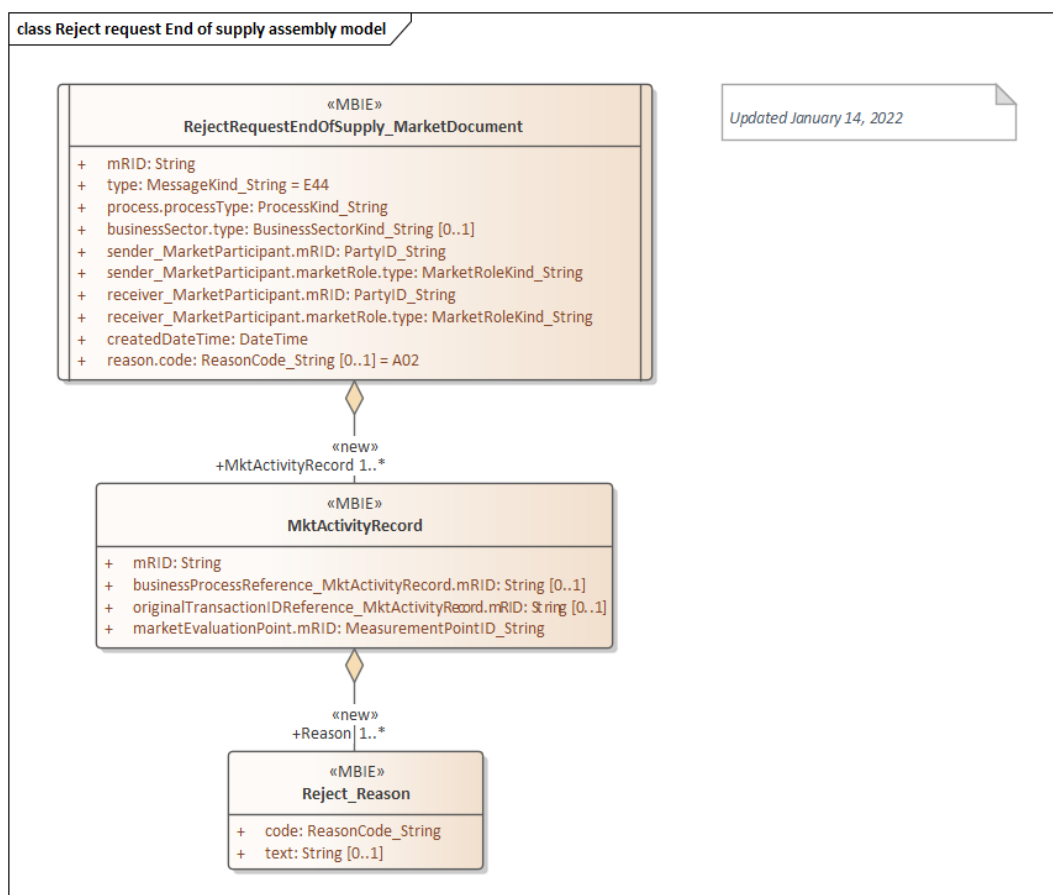 class Reject request End of supply assembly model
«MBIE»
RejectRequestEndOfSupply_MarketDocument
+ mRID: String
+ type: MessageKind_String = E44
+ process.processType: ProcessKind_String
+ businessSector.type: BusinessSectorKind_String [0..1]
+ sender_MarketParticipant.mRID: PartyID_String
+ sender_MarketParticipant.marketRole.type: MarketRoleKind_String
+ receiver_MarketParticipant.mRID: PartyID_String
+ receiver_MarketParticipant.marketRole.type: MarketRoleKind_String
+ createdDateTime: DateTime
+ reason.code: ReasonCode_String [0..1] = A02
Updated January 14, 2022
«new»
+MktActivityRecord 1..*
«MBIE»
MktActivityRecord
+ mRID: String
+ businessProcessReference_MktActivityRecord.mRID: String [0..1]
+ originalTransactionIDReference_MktActivityRecord.mRID: String [0..1]
+ marketEvaluationPoint.mRID: MeasurementPointID_String
«new»
+Reason 1..*
«MBIE»
Reject_Reason
+ code: ReasonCode_String
+ text: String [0..1]